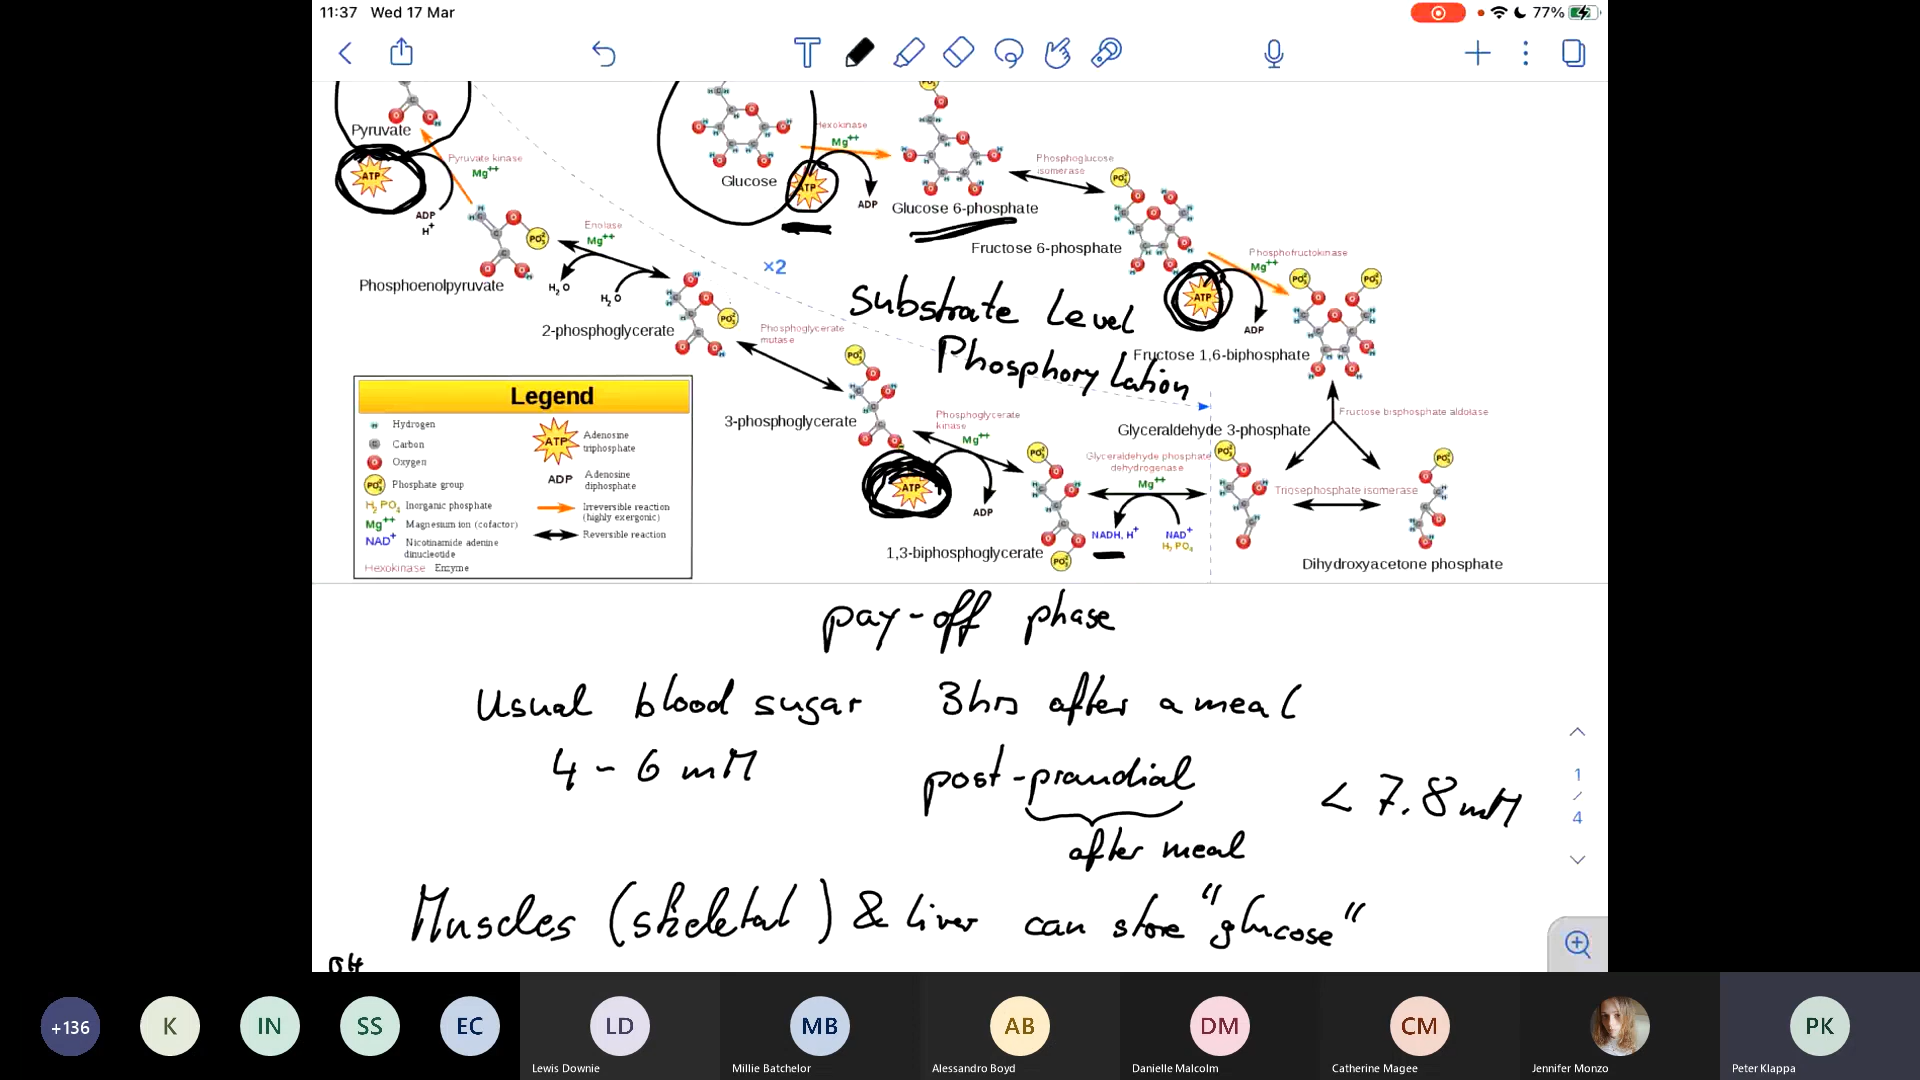 11:37 Wed 17 Mar
77%
T
Pyruvate
ATP
Pyruvate kinase
Mg++
ADP
H+
Phosphoenolpyruvate
PO₃²⁻
Enolase
Mg++
H₂O
H₂O
2-phosphoglycerate
×2
Phosphoglycerate
mutase
Glucose
ATP
Hexokinase
Mg++
ADP
Glucose 6-phosphate
Phosphoglucose
isomerase
Fructose 6-phosphate
Phosphofructokinase
Mg++
ATP
ADP
Fructose 1,6-biphosphate
Substrate Level
Phosphorylation
Fructose bisphosphate aldolase
Glyceraldehyde 3-phosphate
Triosephosphate isomerase
Dihydroxyacetone phosphate
Glyceraldehyde phosphate
dehydrogenase
Mg++
NADH, H+
NAD+
H₂PO₄
1,3-biphosphoglycerate
Phosphoglycerate
kinase
Mg++
ATP
ADP
3-phosphoglycerate
Legend
Hydrogen
Carbon
Oxygen
Phosphate group
H₂PO₄ Inorganic phosphate
Mg++ Magnesium ion (cofactor)
NAD+ Nicotinamide adenine
dinucleotide
Hexokinase Enzyme
ATP Adenosine
triphosphate
ADP Adenosine
diphosphate
Irreversible reaction
(highly exergonic)
Reversible reaction
pay-off phase
Usual blood sugar 3hrs after a meal
4 - 6 mM post-prandial < 7.8 mM
after meal
Muscles (skeletal) & liver can store "glucose"
OH
1
/
4
+136 K IN SS EC LD MB AB DM CM PK
Lewis Downie Millie Batchelor Alessandro Boyd Danielle Malcolm Catherine Magee Jennifer Monzo Peter Klappa